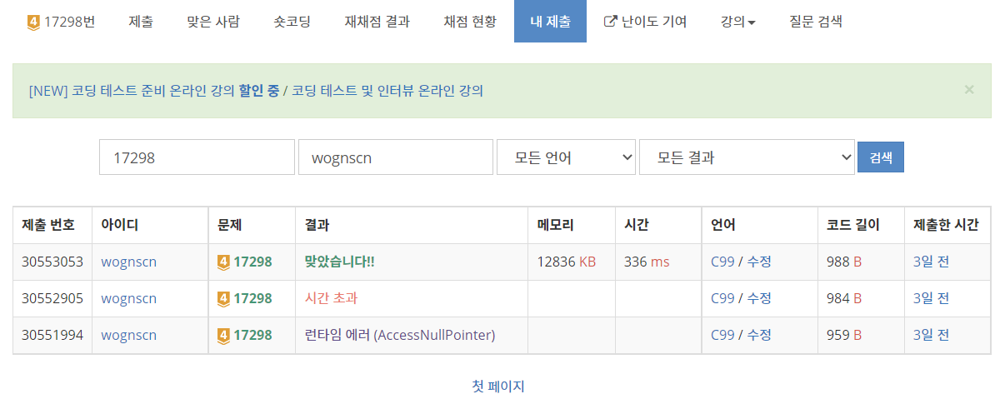 4 17298번 제출 맞은 사람 숏코딩 재채점 결과 채점 현황 내 제출 난이도 기여 강의 질문 검색
[NEW] 코딩 테스트 준비 온라인 강의 할인 중 / 코딩 테스트 및 인터뷰 온라인 강의 ×
17298 wognscn 모든 언어 모든 결과 검색
제출 번호 아이디 문제 결과 메모리 시간 언어 코드 길이 제출한 시간
30553053 wognscn 4 17298 맞았습니다!! 12836 KB 336 ms C99 / 수정 988 B 3일 전
30552905 wognscn 4 17298 시간 초과 C99 / 수정 984 B 3일 전
30551994 wognscn 4 17298 런타임 에러 (AccessNullPointer) C99 / 수정 959 B 3일 전
첫 페이지